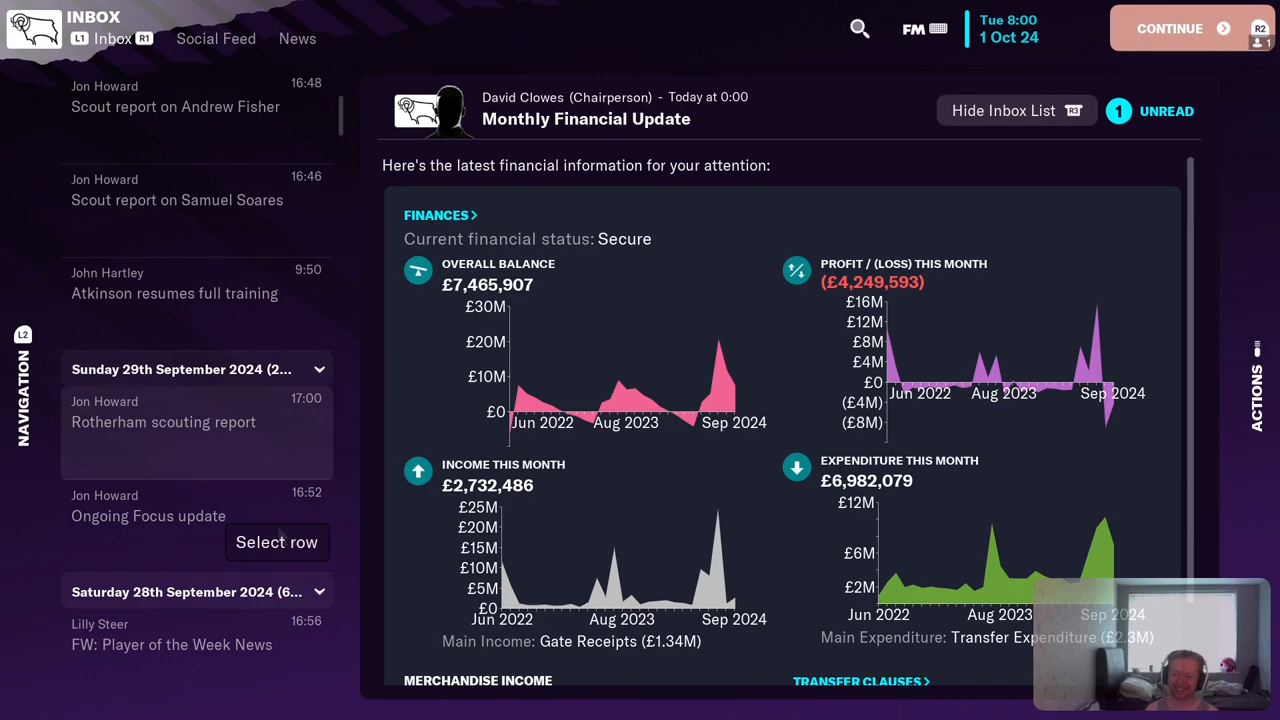 INBOX
L1 Inbox R1 Social Feed News
FM
Tue 8:00
1 Oct 24
CONTINUE
R2
1
Jon Howard 16:48
Scout report on Andrew Fisher
Jon Howard 16:46
Scout report on Samuel Soares
John Hartley 9:50
Atkinson resumes full training
Sunday 29th September 2024 (2...
Jon Howard 17:00
Rotherham scouting report
Jon Howard 16:52
Ongoing Focus update
Select row
Saturday 28th September 2024 (6...
Lilly Steer 16:56
FW: Player of the Week News
L2
NAVIGATION
David Clowes (Chairperson) - Today at 0:00
Monthly Financial Update
Hide Inbox List R3
1 UNREAD
Here's the latest financial information for your attention:
FINANCES
Current financial status: Secure
OVERALL BALANCE
£7,465,907
£30M
£20M
£10M
£0
Jun 2022 Aug 2023 Sep 2024
PROFIT / (LOSS) THIS MONTH
(£4,249,593)
£16M
£12M
£8M
£4M
£0
(£4M)
(£8M)
Jun 2022 Aug 2023 Sep 2024
INCOME THIS MONTH
£2,732,486
£25M
£20M
£15M
£10M
£5M
£0
Jun 2022 Aug 2023 Sep 2024
Main Income: Gate Receipts (£1.34M)
EXPENDITURE THIS MONTH
£6,982,079
£12M
£6M
£2M
Jun 2022 Aug 2023 Sep 2024
Main Expenditure: Transfer Expenditure (£2.3M)
MERCHANDISE INCOME
TRANSFER CLAUSES
ACTIONS